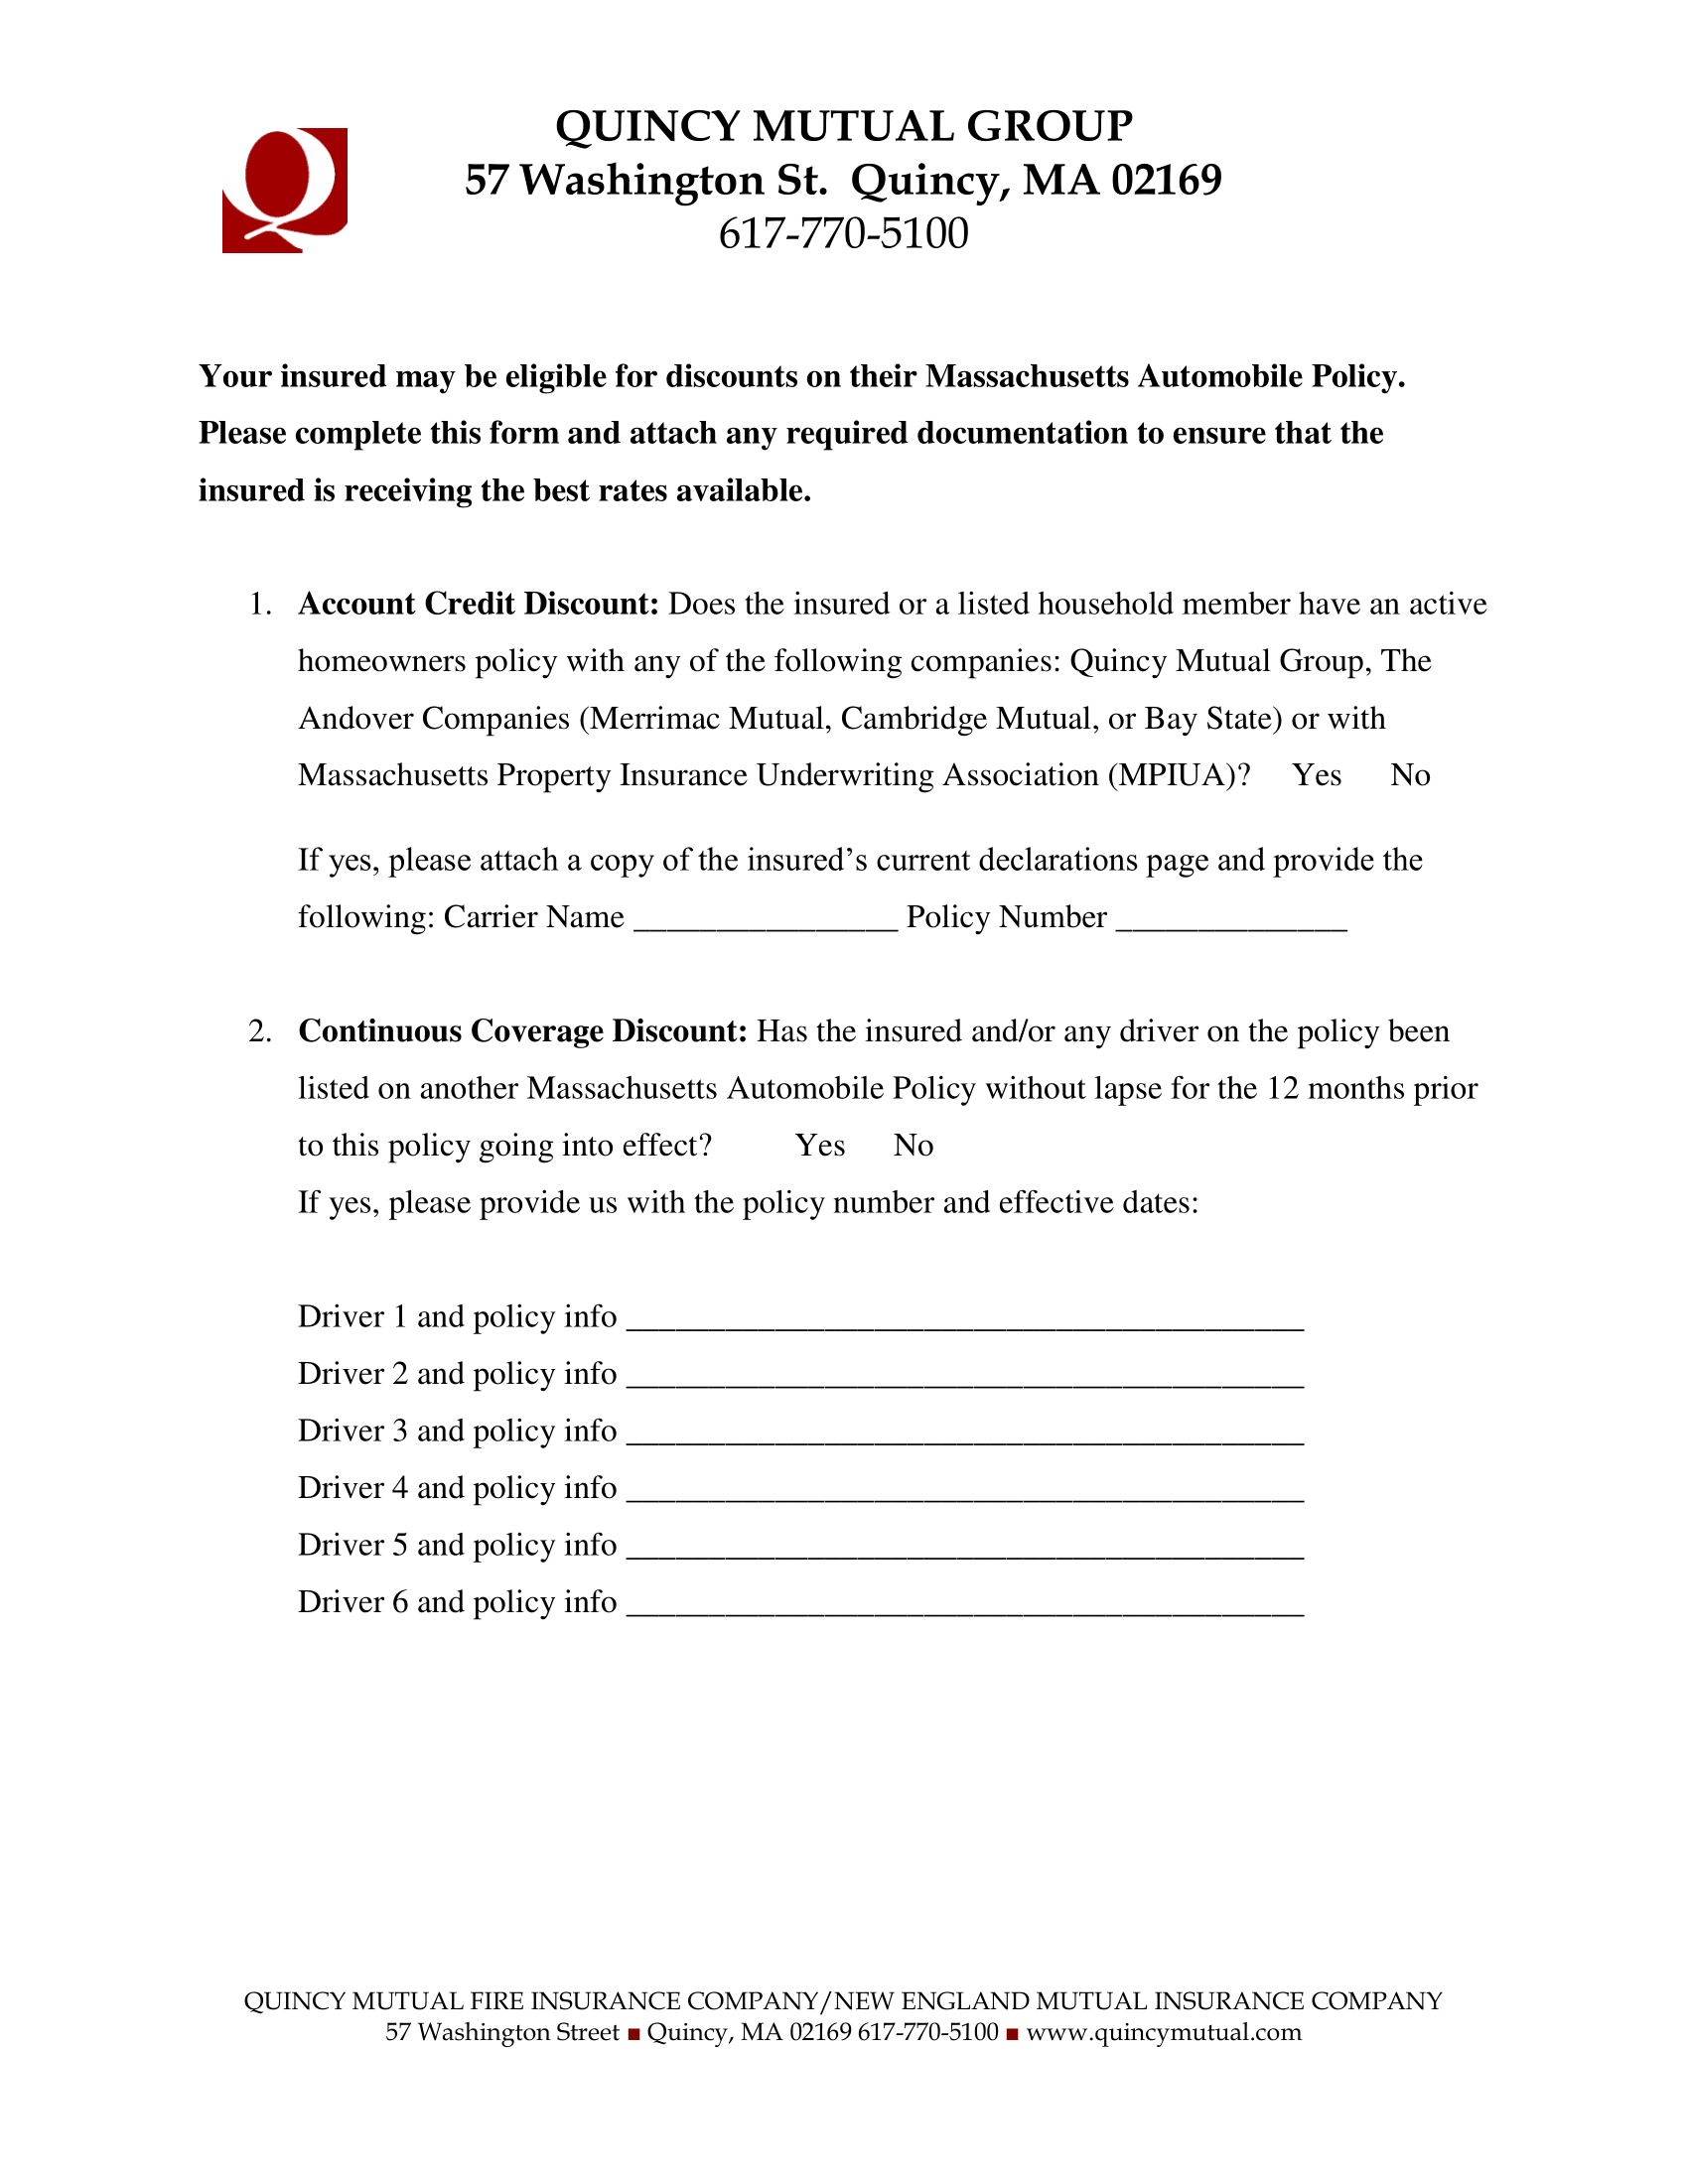 QUINCY MUTUAL GROUP
57 Washington St.  Quincy, MA 02169
617-770-5100
Your insured may be eligible for discounts on their Massachusetts Automobile Policy.
Please complete this form and attach any required documentation to ensure that the
insured is receiving the best rates available.
1. Account Credit Discount: Does the insured or a listed household member have an active
homeowners policy with any of the following companies: Quincy Mutual Group, The
Andover Companies (Merrimac Mutual, Cambridge Mutual, or Bay State) or with
Massachusetts Property Insurance Underwriting Association (MPIUA)?    Yes    No
If yes, please attach a copy of the insured’s current declarations page and provide the
following: Carrier Name ________________ Policy Number ______________
2. Continuous Coverage Discount: Has the insured and/or any driver on the policy been
listed on another Massachusetts Automobile Policy without lapse for the 12 months prior
to this policy going into effect?    Yes    No
If yes, please provide us with the policy number and effective dates:
Driver 1 and policy info _________________________________________
Driver 2 and policy info _________________________________________
Driver 3 and policy info _________________________________________
Driver 4 and policy info _________________________________________
Driver 5 and policy info _________________________________________
Driver 6 and policy info _________________________________________
QUINCY MUTUAL FIRE INSURANCE COMPANY/NEW ENGLAND MUTUAL INSURANCE COMPANY
57 Washington Street ■ Quincy, MA 02169 617-770-5100 ■ www.quincymutual.com